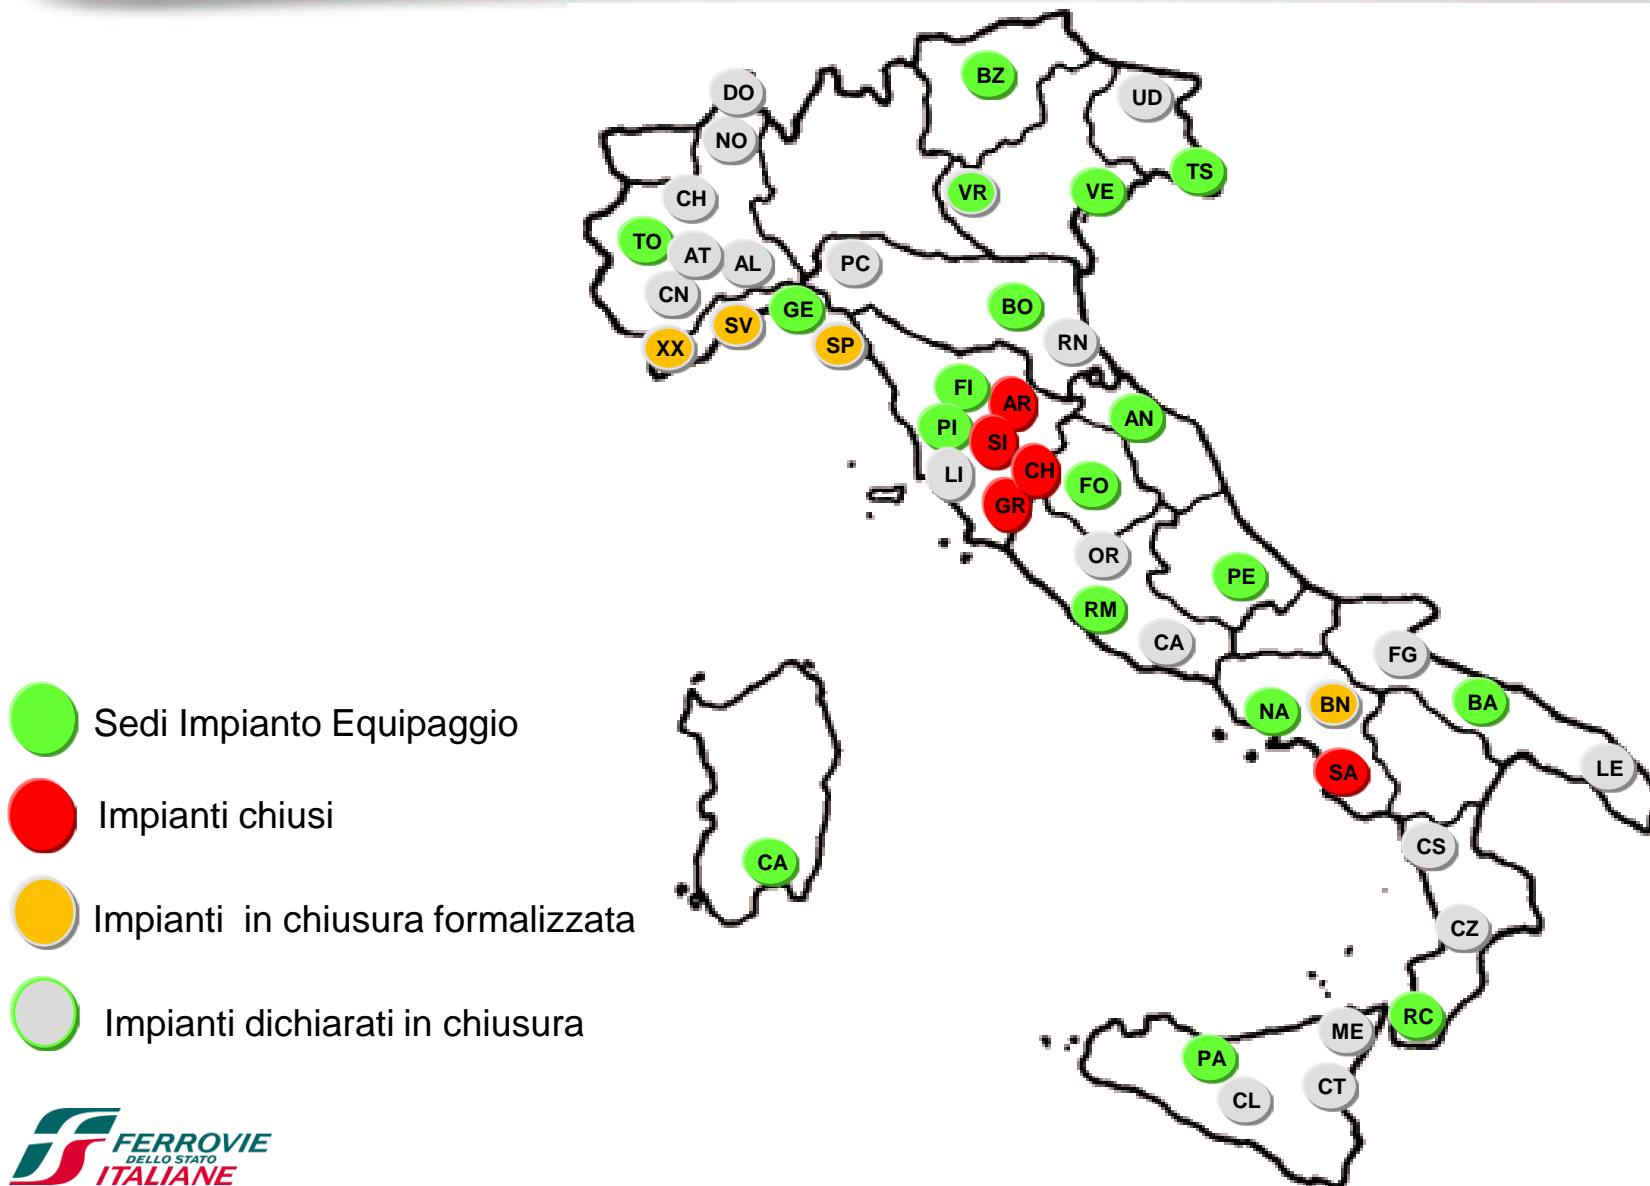 BZ
DO
UD
NO
TS
CH
VR
VE
TO
AT
AL
PC
CN
GE
BO
SV
XX
SP
RN
FI
AR
AN
PI
SI
LI
CH
FO
GR
OR
PE
RM
CA
FG
NA
BN
BA
SA
LE
CS
CA
CZ
RC
ME
PA
CT
CL
Sedi Impianto Equipaggio
Impianti chiusi
Impianti in chiusura formalizzata
Impianti dichiarati in chiusura
FERROVIE
DELLO STATO
ITALIANE